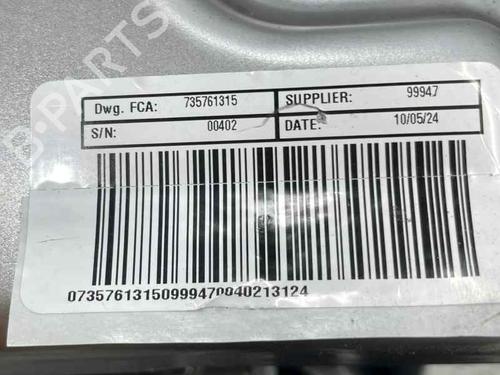 Dwg. FCA: 735761315 SUPPLIER: 99947
S/N: 00402 DATE: 10/05/24
B-PARTS
07357613150999470040213124